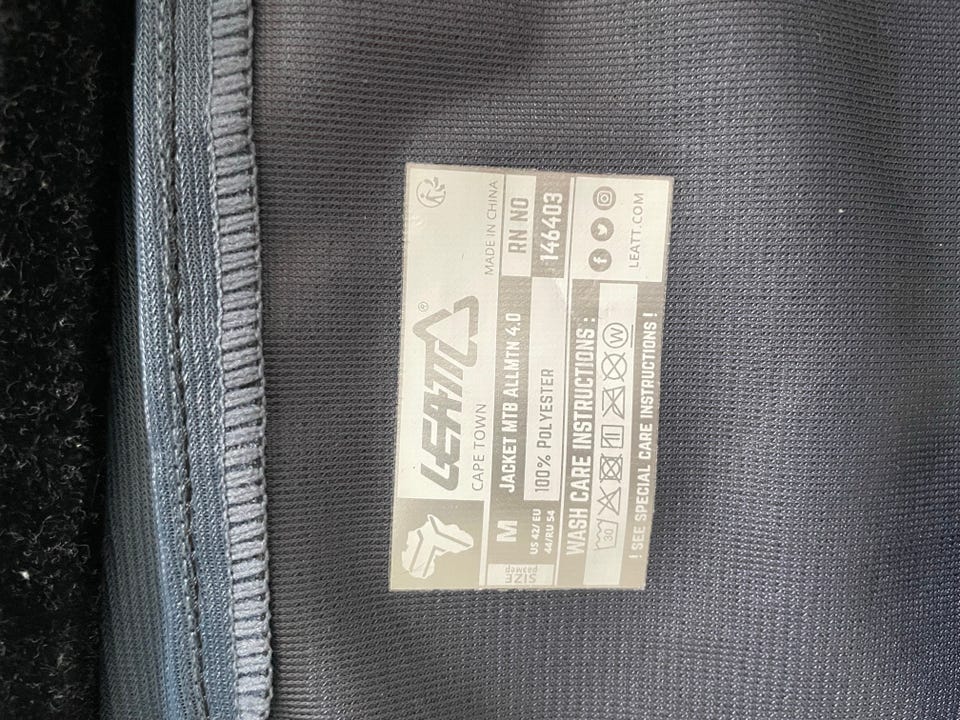 LEATT®
CAPE TOWN
MADE IN CHINA
SIZE
размер
M
US 42/EU
44/RU 54
JACKET MTB ALLMTN 4.0
100% POLYESTER
RN NO
146403
WASH CARE INSTRUCTIONS :
30
W
! SEE SPECIAL CARE INSTRUCTIONS !
LEATT.COM